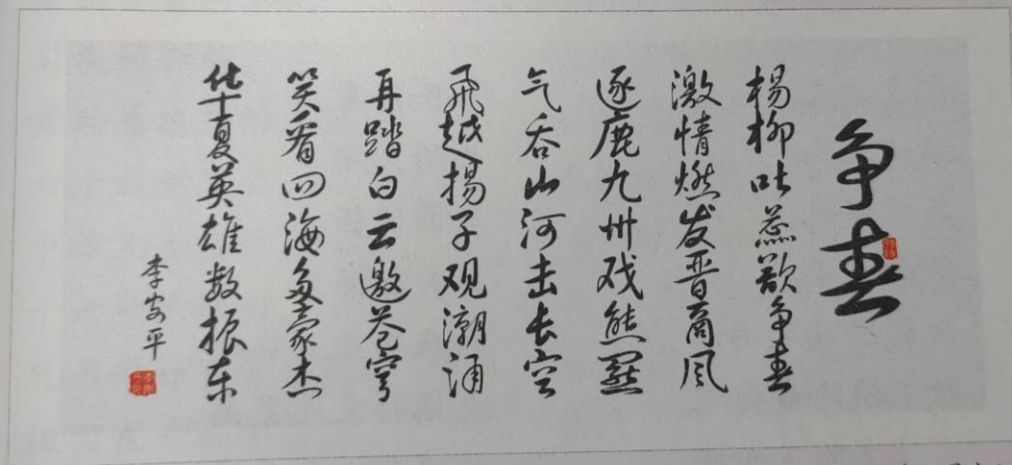 争春
杨柳吐蕊欲争春
激情燃发晋商风
逐鹿九州戏熊罴
气吞山河击长空
飞越扬子观潮涌
再踏白云邀苍穹
笑看四海多豪杰
华夏英雄数振东
李安平